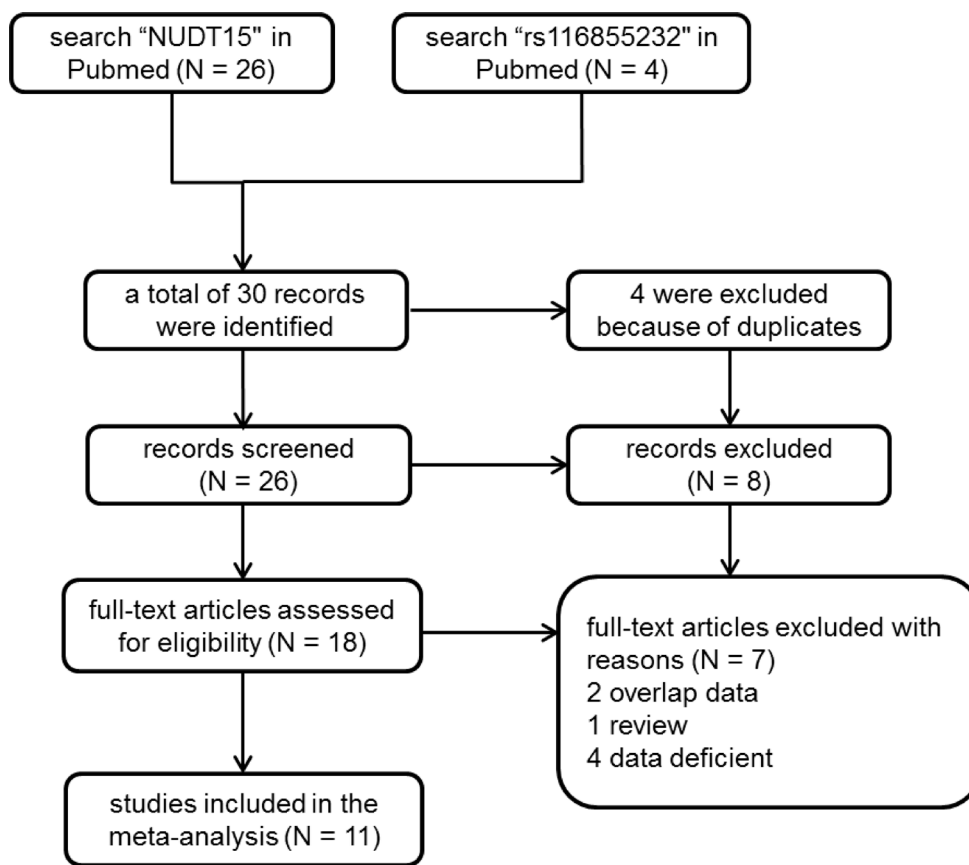 search “NUDT15" in
Pubmed (N = 26)
search “rs116855232" in
Pubmed (N = 4)
a total of 30 records
were identified
4 were excluded
because of duplicates
records screened
(N = 26)
records excluded
(N = 8)
full-text articles assessed
for eligibility (N = 18)
full-text articles excluded with
reasons (N = 7)
2 overlap data
1 review
4 data deficient
studies included in the
meta-analysis (N = 11)